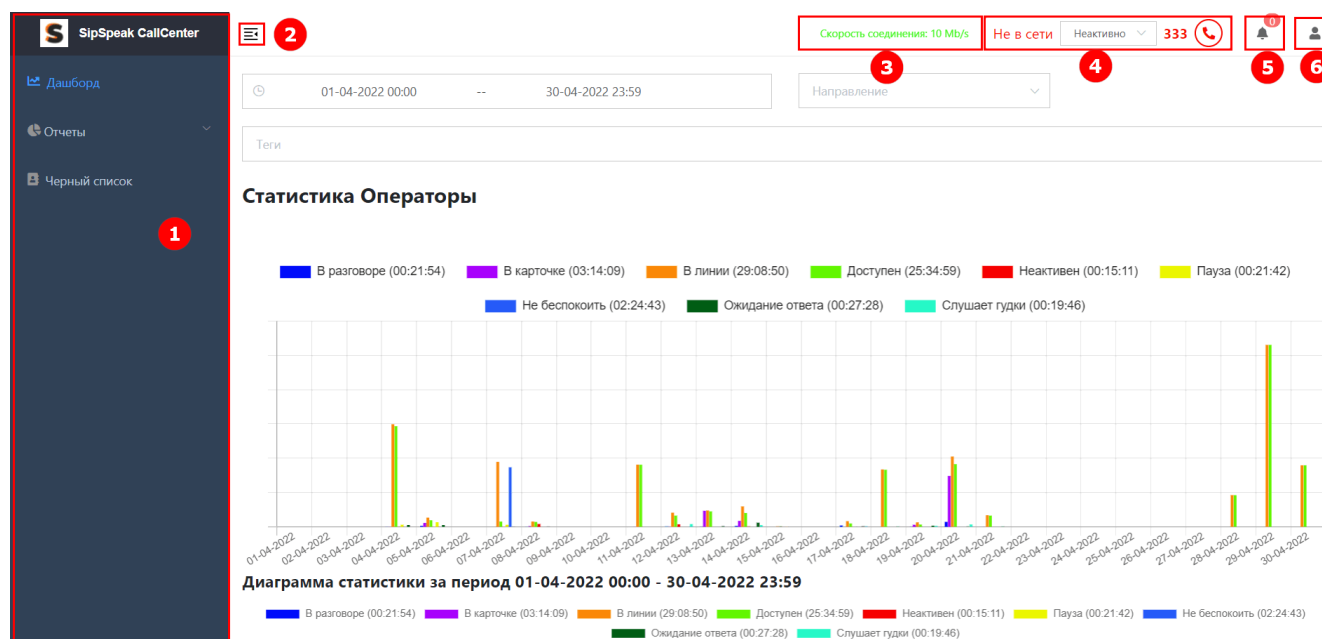 SipSpeak CallCenter
2
Скорость соединения: 10 Mb/s
Не в сети
Неактивно
333
0
3
4
5
6
Дашборд
Отчеты
Черный список
1
01-04-2022 00:00 -- 30-04-2022 23:59
Направление
Теги
Статистика Операторы
В разговоре (00:21:54) В карточке (03:14:09) В линии (29:08:50) Доступен (25:34:59) Неактивен (00:15:11) Пауза (00:21:42)
Не беспокоить (02:24:43) Ожидание ответа (00:27:28) Слушает гудки (00:19:46)
01-04-2022 02-04-2022 03-04-2022 04-04-2022 05-04-2022 06-04-2022 07-04-2022 08-04-2022 09-04-2022 10-04-2022 11-04-2022 12-04-2022 13-04-2022 14-04-2022 15-04-2022 16-04-2022 17-04-2022 18-04-2022 19-04-2022 20-04-2022 21-04-2022 22-04-2022 23-04-2022 24-04-2022 25-04-2022 26-04-2022 27-04-2022 28-04-2022 29-04-2022 30-04-2022
Диаграмма статистики за период 01-04-2022 00:00 - 30-04-2022 23:59
В разговоре (00:21:54) В карточке (03:14:09) В линии (29:08:50) Доступен (25:34:59) Неактивен (00:15:11) Пауза (00:21:42) Не беспокоить (02:24:43)
Ожидание ответа (00:27:28) Слушает гудки (00:19:46)